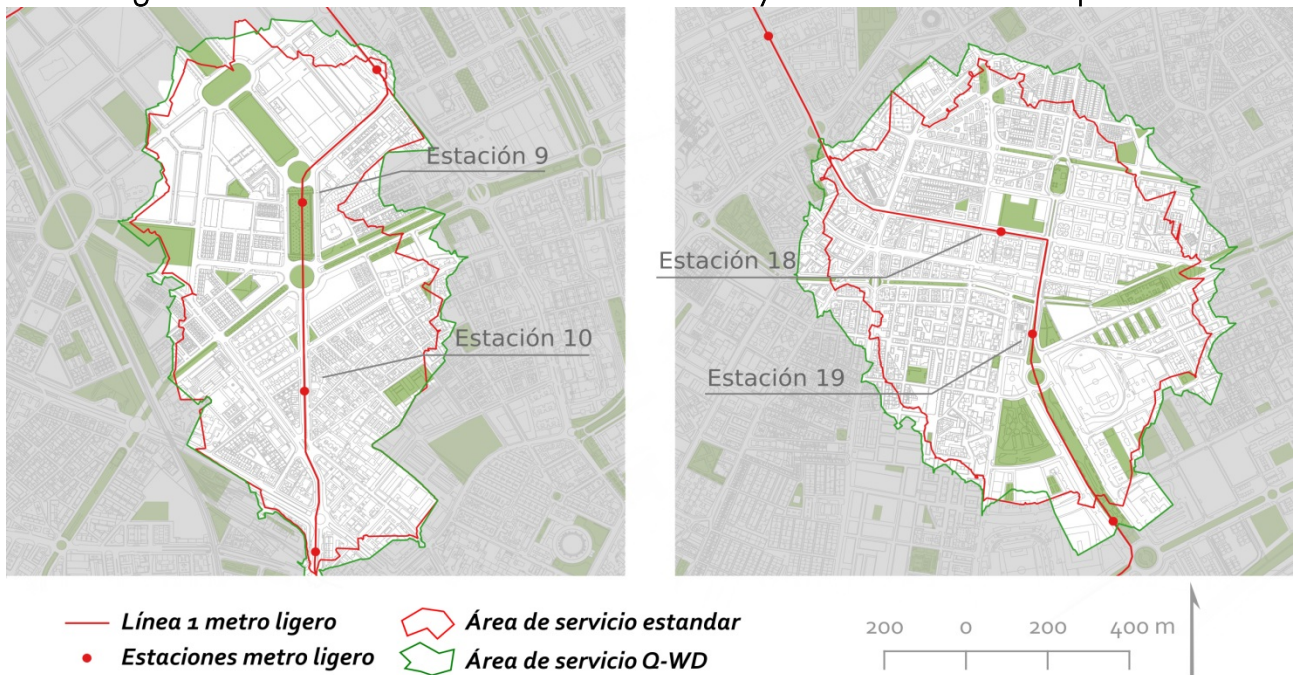 Estación 9
Estación 18
Estación 10
Estación 19
Línea 1 metro ligero
Área de servicio estandar
200 0 200 400 m
Estaciones metro ligero
Área de servicio Q-WD